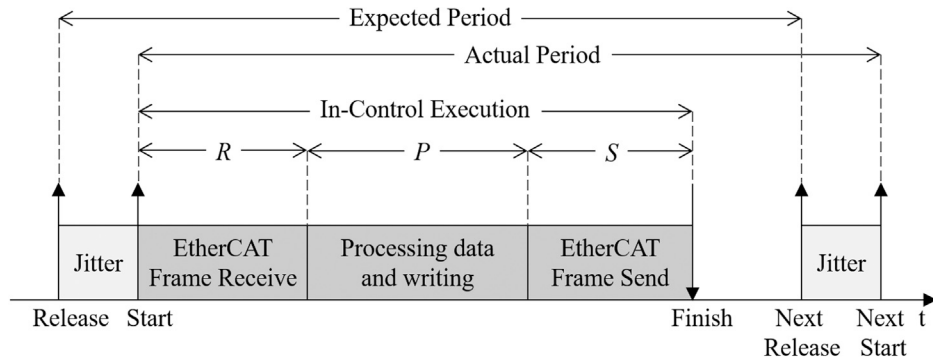 Expected Period
Actual Period
In-Control Execution
R P S
Jitter
EtherCAT
Frame Receive
Processing data
and writing
EtherCAT
Frame Send
Jitter
Release
Start
Finish
Next
Release
Next
Start
t